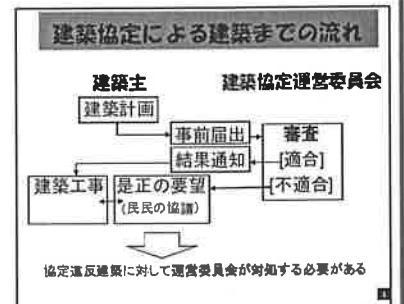 建築協定による建築までの流れ
建築主
建築協定運営委員会
建築計画
事前届出
審査
結果通知
[適合]
建築工事
是正の要望
[不適合]
(民民の協議)
協定違反建築に対して運営委員会が対処する必要がある